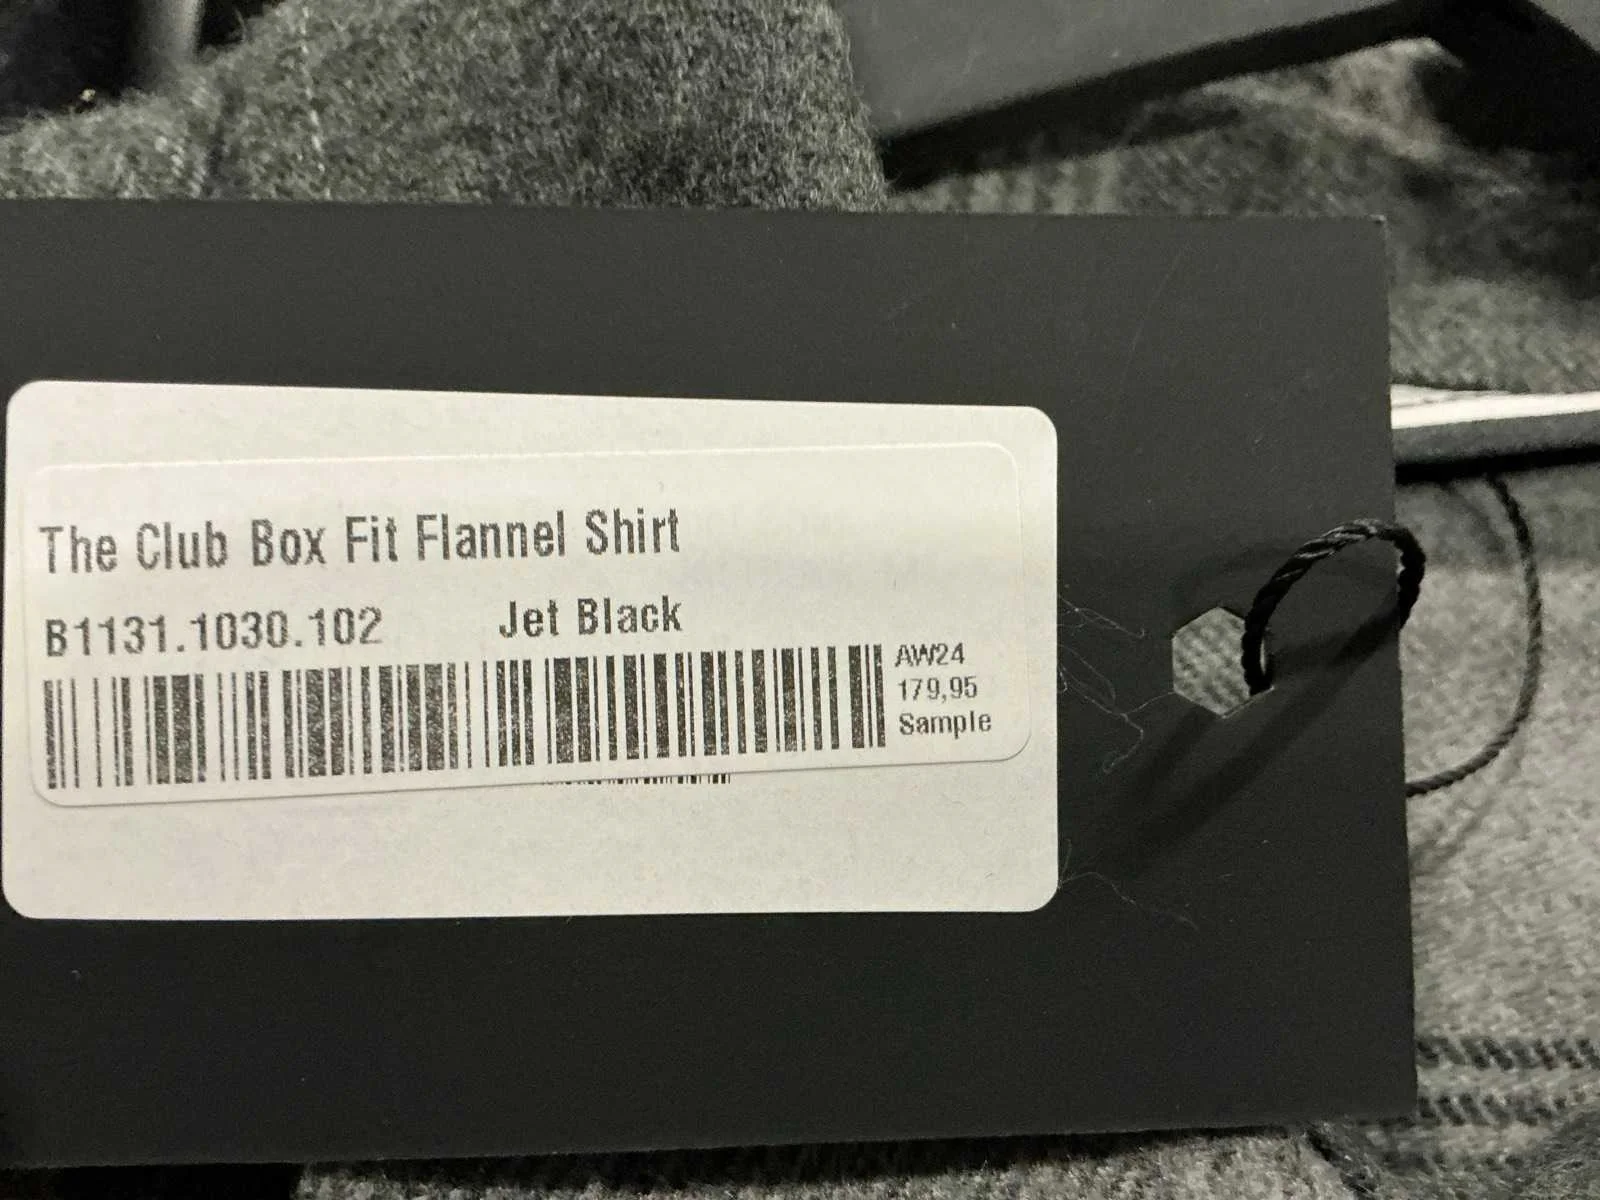 The Club Box Fit Flannel Shirt
B1131.1030.102 Jet Black
AW24
179,95
Sample